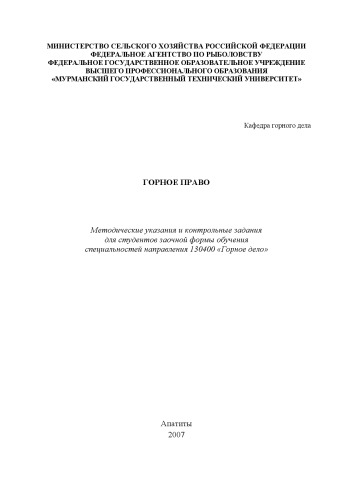 МИНИСТЕРСТВО СЕЛЬСКОГО ХОЗЯЙСТВА РОССИЙСКОЙ ФЕДЕРАЦИИ
ФЕДЕРАЛЬНОЕ АГЕНТСТВО ПО РЫБОЛОВСТВУ
ФЕДЕРАЛЬНОЕ ГОСУДАРСТВЕННОЕ ОБРАЗОВАТЕЛЬНОЕ УЧРЕЖДЕНИЕ
ВЫСШЕГО ПРОФЕССИОНАЛЬНОГО ОБРАЗОВАНИЯ
«МУРМАНСКИЙ ГОСУДАРСТВЕННЫЙ ТЕХНИЧЕСКИЙ УНИВЕРСИТЕТ»
Кафедра горного дела
ГОРНОЕ ПРАВО
Методические указания и контрольные задания
для студентов заочной формы обучения
специальностей направления 130400 «Горное дело»
Апатиты
2007